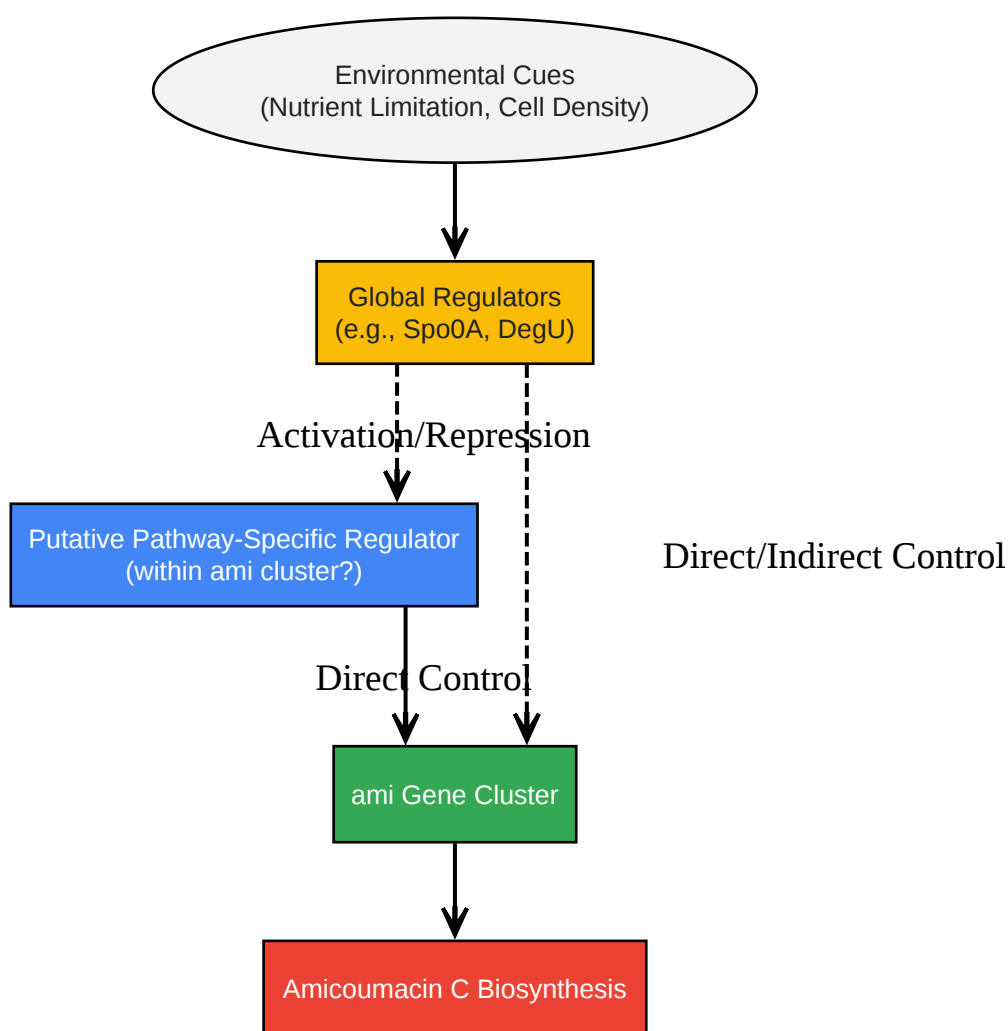 Environmental Cues
(Nutrient Limitation, Cell Density)
Global Regulators
(e.g., Spo0A, DegU)
Activation/Repression
Putative Pathway-Specific Regulator
(within ami cluster?)
Direct/Indirect Control
Direct Control
ami Gene Cluster
Amicoumacin C Biosynthesis